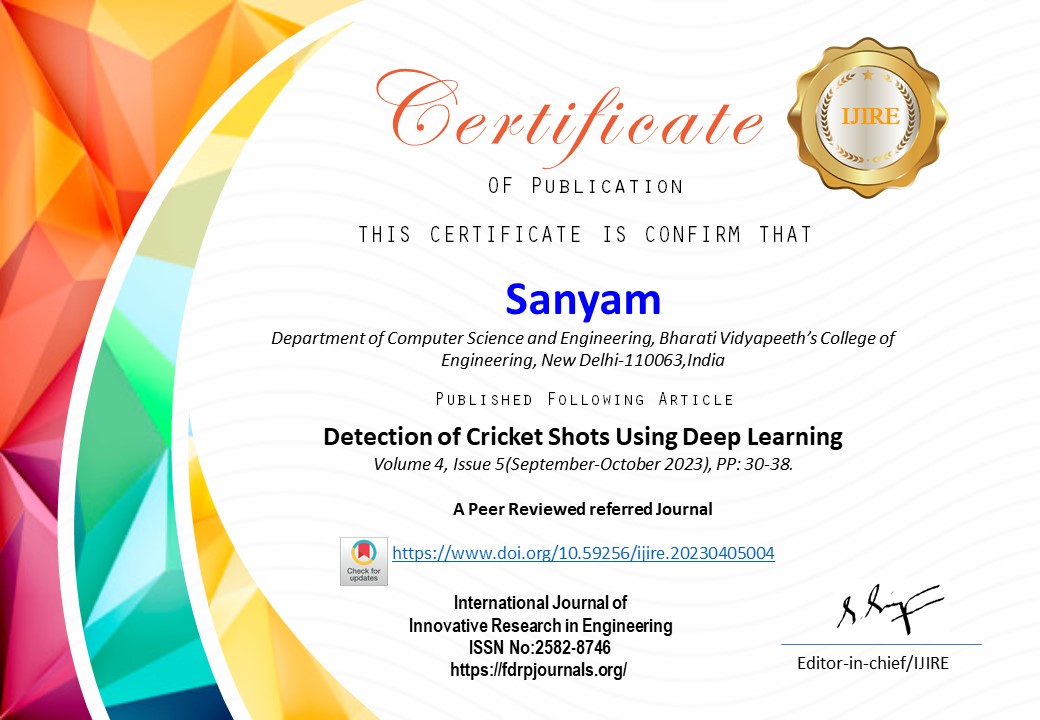 Certificate
IJIRE
OF PUBLICATION
THIS CERTIFICATE IS CONFIRM THAT
Sanyam
Department of Computer Science and Engineering, Bharati Vidyapeeth’s College of
Engineering, New Delhi-110063,India
PUBLISHED FOLLOWING ARTICLE
Detection of Cricket Shots Using Deep Learning
Volume 4, Issue 5(September-October 2023), PP: 30-38.
A Peer Reviewed referred Journal
Check for
updates
https://www.doi.org/10.59256/ijire.20230405004
International Journal of
Innovative Research in Engineering
ISSN No:2582-8746
https://fdrpjournals.org/
Editor-in-chief/IJIRE